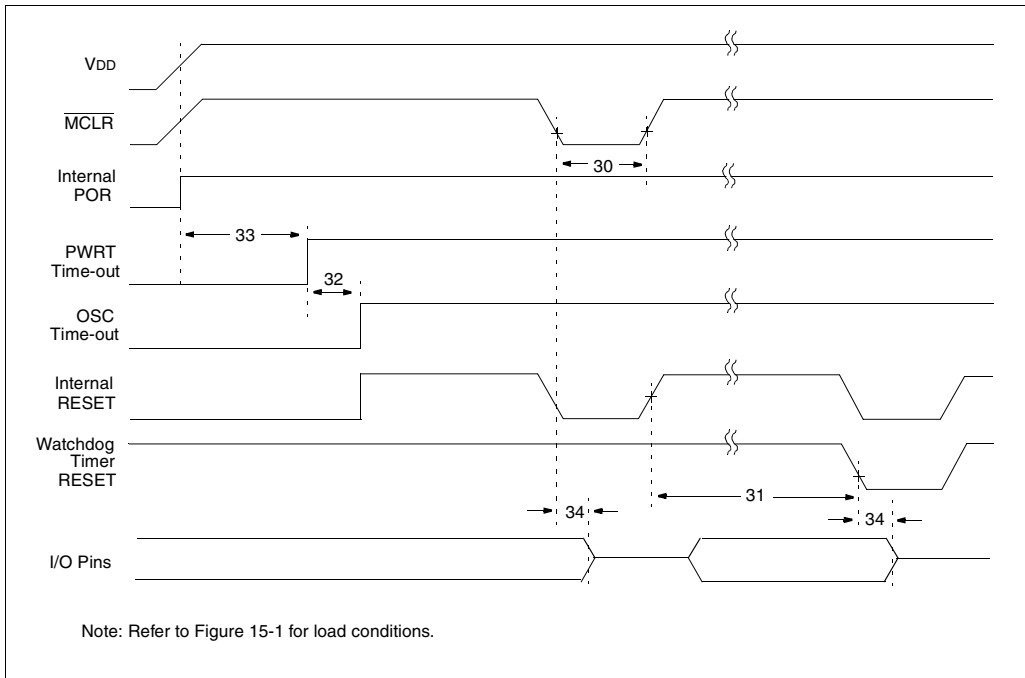 VDD
MCLR
30
Internal
POR
33
PWRT
Time-out
32
OSC
Time-out
Internal
RESET
Watchdog
Timer
RESET
31
34
34
I/O Pins
Note: Refer to Figure 15-1 for load conditions.